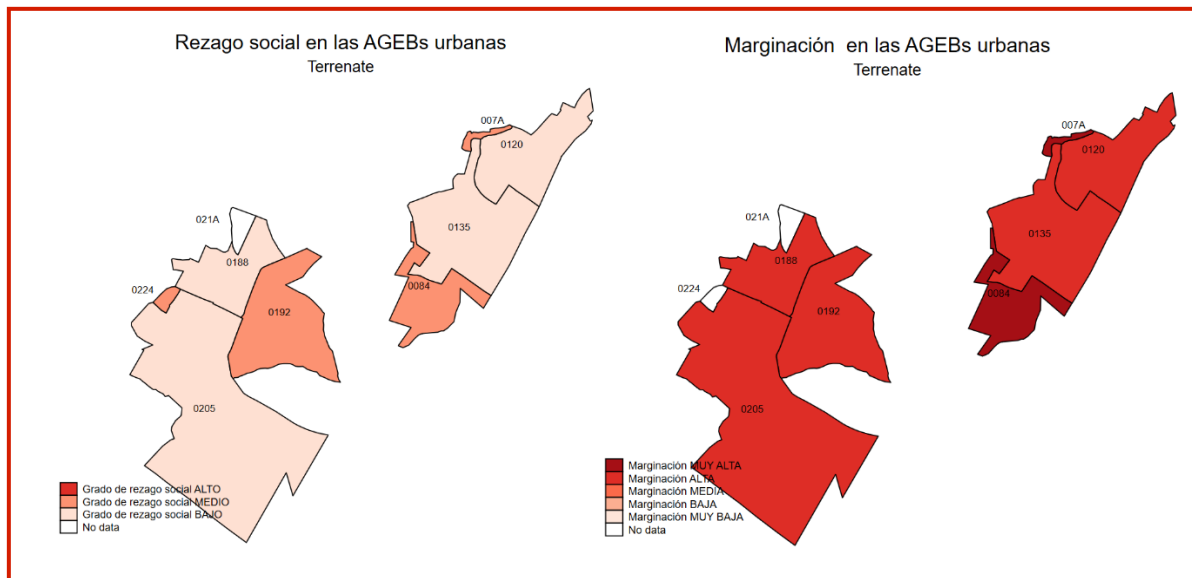 Rezago social en las AGEBs urbanas
Terrenate
007A
0120
021A
0135
0188
0224
0084
0192
0205
Grado de rezago social ALTO
Grado de rezago social MEDIO
Grado de rezago social BAJO
No data
Marginación en las AGEBs urbanas
Terrenate
007A
0120
021A
0135
0188
0224
0084
0192
0205
Marginación MUY ALTA
Marginación ALTA
Marginación MEDIA
Marginación BAJA
Marginación MUY BAJA
No data